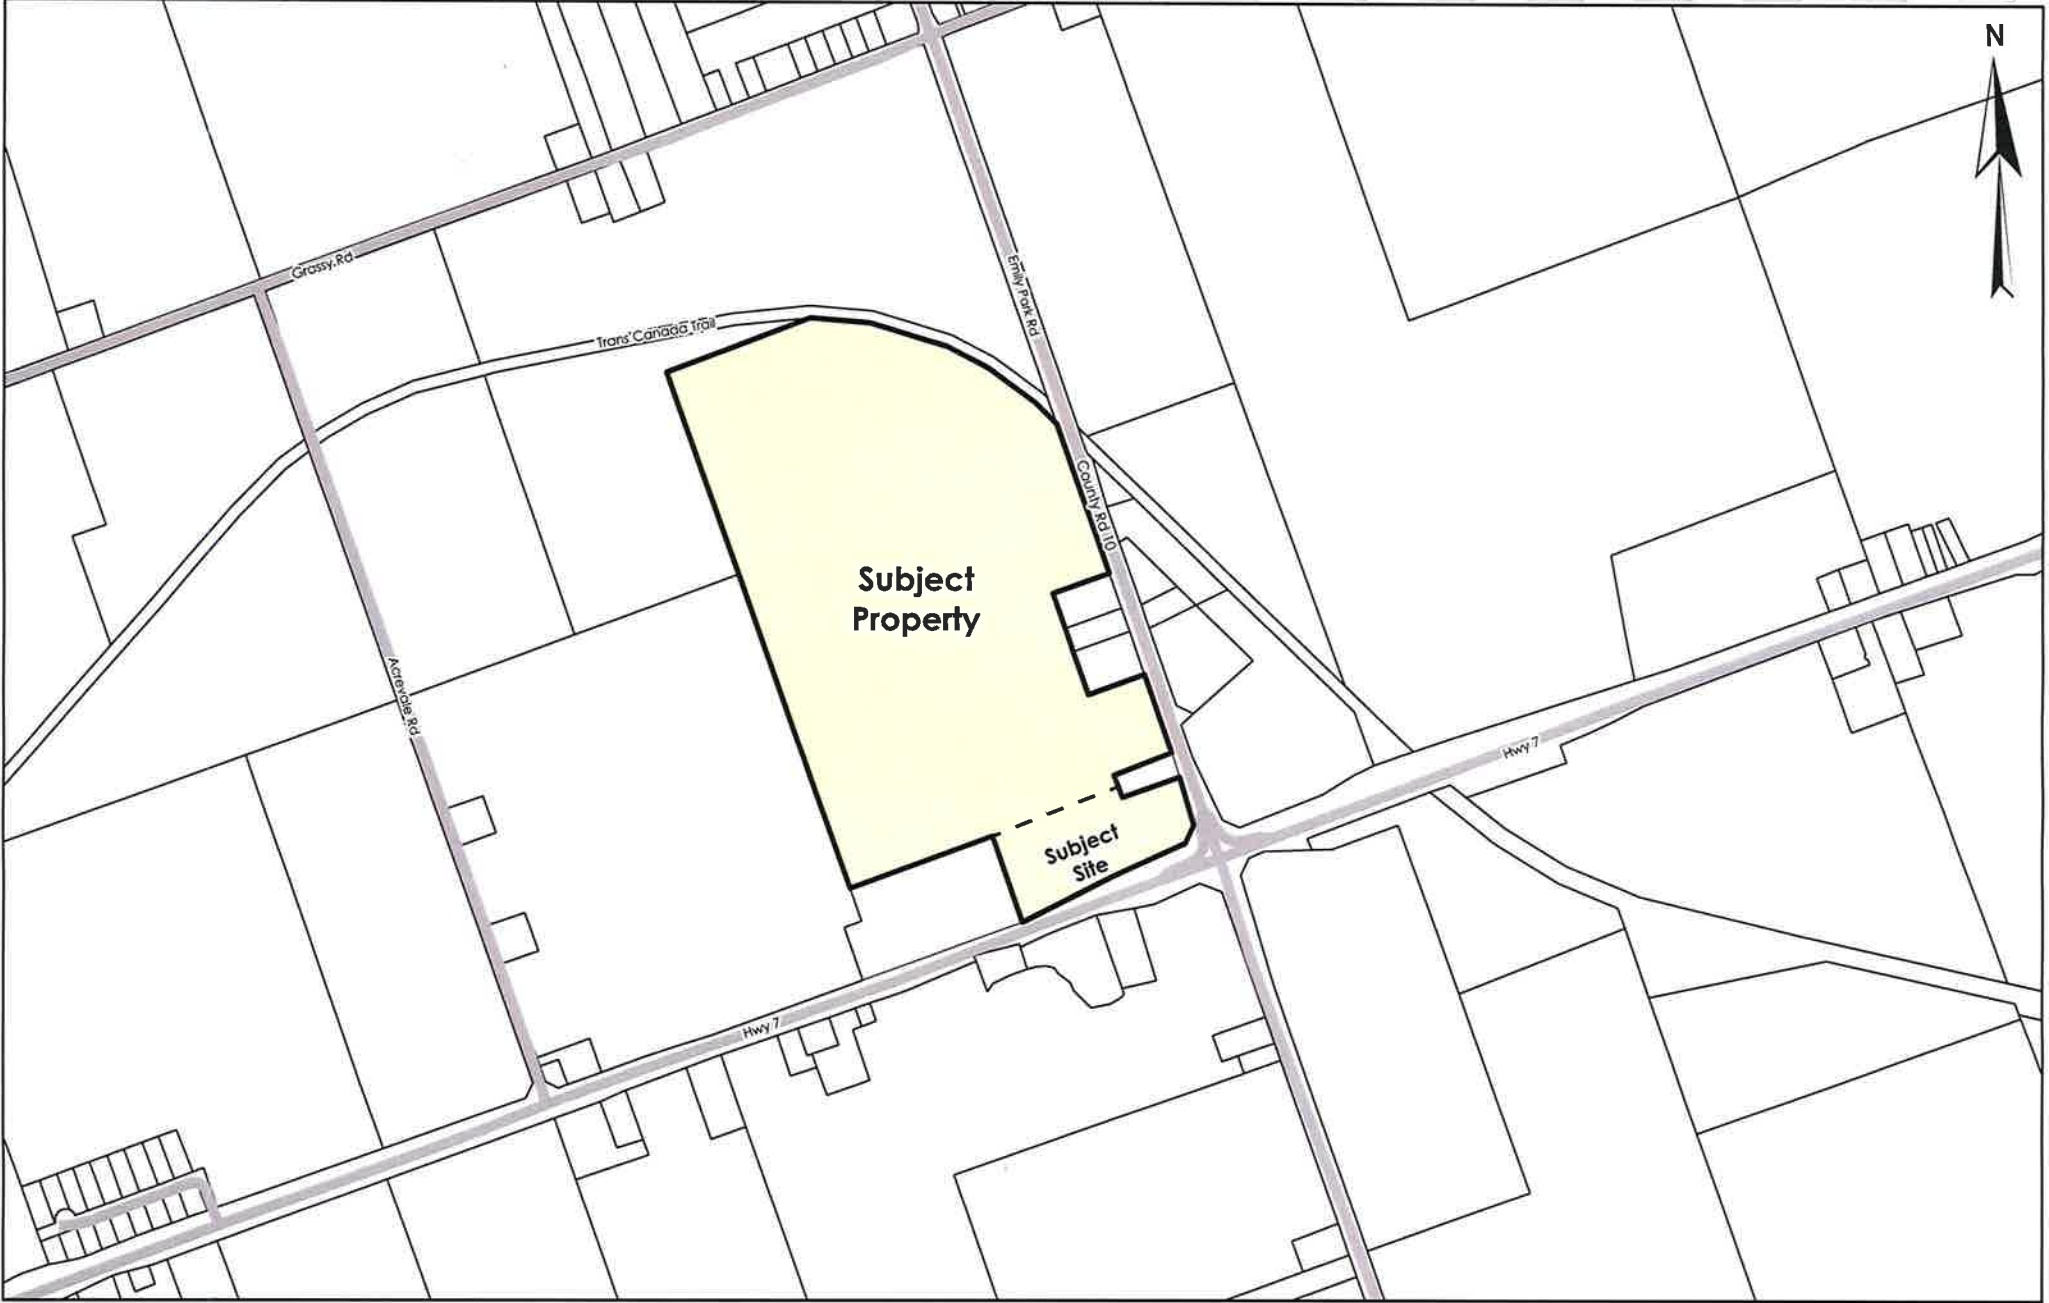 N
Grassy Rd
Emily Park Rd
Trans Canada Trail
County Rd 10
Subject
Property
Acrevale Rd
Hwy 7
Subject
Site
Hwy 7